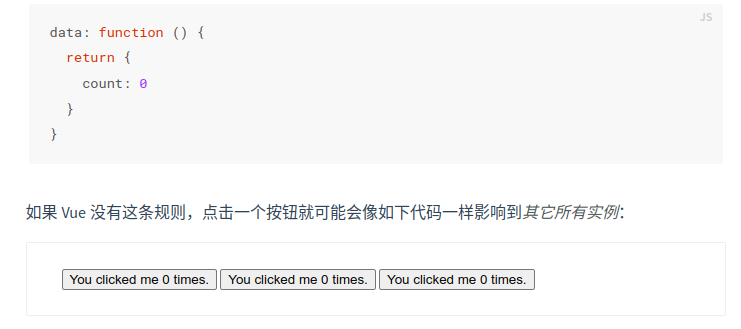 JS
data: function () {
  return {
    count: 0
  }
}
如果 Vue 没有这条规则，点击一个按钮就可能会像如下代码一样影响到其它所有实例：
You clicked me 0 times. You clicked me 0 times. You clicked me 0 times.